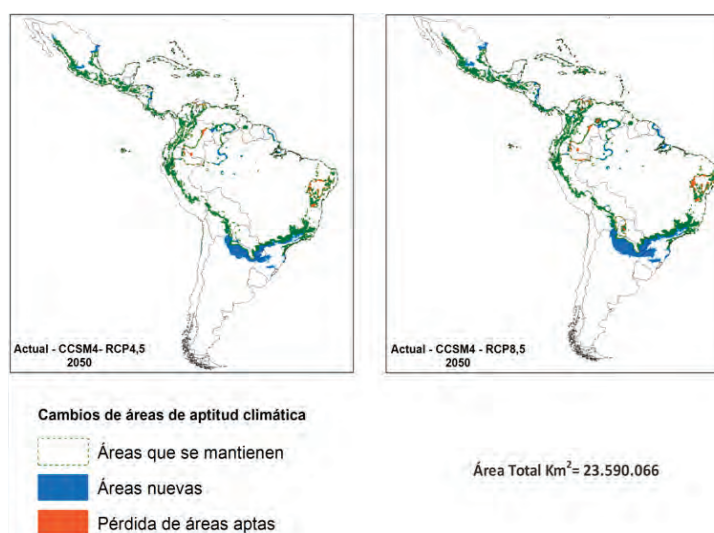 Actual - CCSM4- RCP4,5
2050
Actual - CCSM4 - RCP8,5
2050
Cambios de áreas de aptitud climática
Áreas que se mantienen
Áreas nuevas
Pérdida de áreas aptas
Área Total Km²= 23.590.066